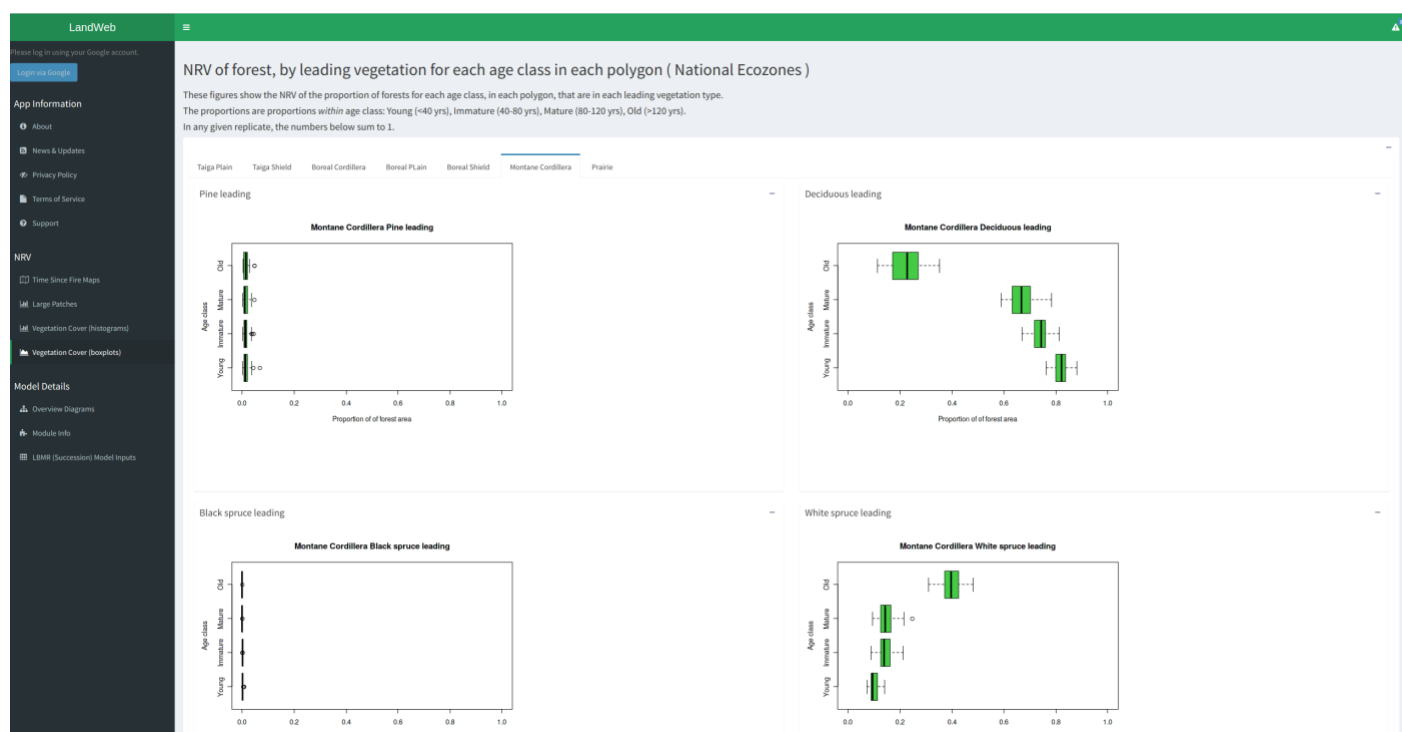 LandWeb
Please log in using your Google account.
Login via Google
App Information
About
News & Updates
Privacy Policy
Terms of Service
Support
NRV
Time Since Fire Maps
Large Patches
Vegetation Cover (histograms)
Vegetation Cover (boxplots)
Model Details
Overview Diagrams
Module Info
LBMR (Succession) Model Inputs
NRV of forest, by leading vegetation for each age class in each polygon ( National Ecozones )
These figures show the NRV of the proportion of forests for each age class, in each polygon, that are in each leading vegetation type.
The proportions are proportions within age class: Young (<40 yrs), Immature (40-80 yrs), Mature (80-120 yrs), Old (>120 yrs).
In any given replicate, the numbers below sum to 1.
Taiga Plain Taiga Shield Boreal Cordillera Boreal PLain Boreal Shield Montane Cordillera Prairie
Pine leading
Montane Cordillera Pine leading
Age class
Old
Mature
Immature
Young
0.0 0.2 0.4 0.6 0.8 1.0
Proportion of of forest area
Deciduous leading
Montane Cordillera Deciduous leading
Age class
Old
Mature
Immature
Young
0.0 0.2 0.4 0.6 0.8 1.0
Proportion of of forest area
Black spruce leading
Montane Cordillera Black spruce leading
Age class
Old
Mature
Immature
Young
0.0 0.2 0.4 0.6 0.8 1.0
White spruce leading
Montane Cordillera White spruce leading
Age class
Old
Mature
Immature
Young
0.0 0.2 0.4 0.6 0.8 1.0